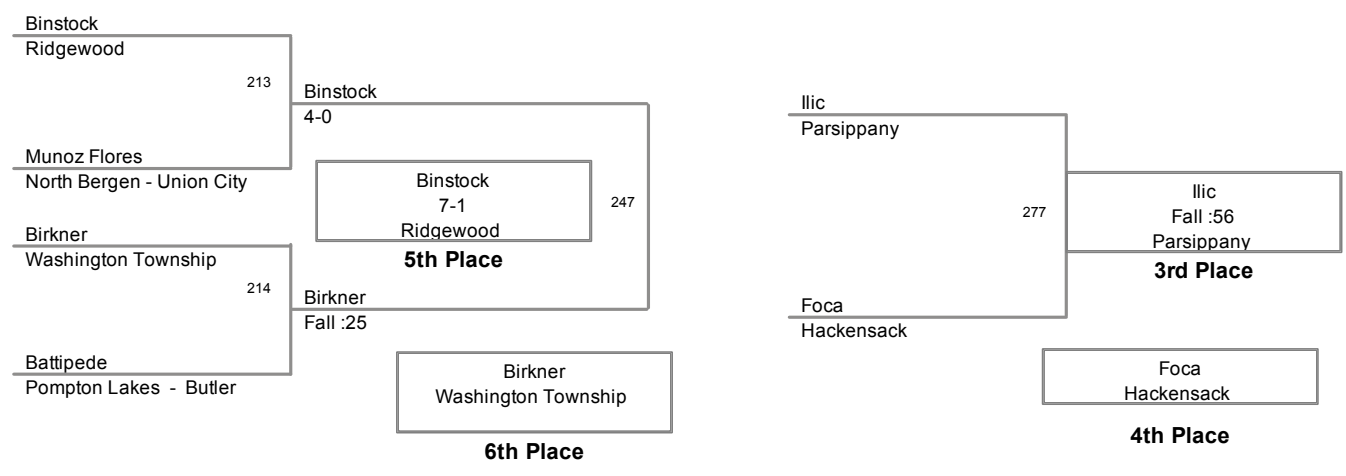 Binstock
Ridgewood
213
Binstock
4-0
Munoz Flores
North Bergen - Union City
Binstock
7-1
Ridgewood
5th Place
247
Birkner
Washington Township
214
Birkner
Fall :25
Battipede
Pompton Lakes - Butler
Birkner
Washington Township
6th Place
Ilic
Parsippany
277
Ilic
Fall :56
Parsippany
3rd Place
Foca
Hackensack
Foca
Hackensack
4th Place